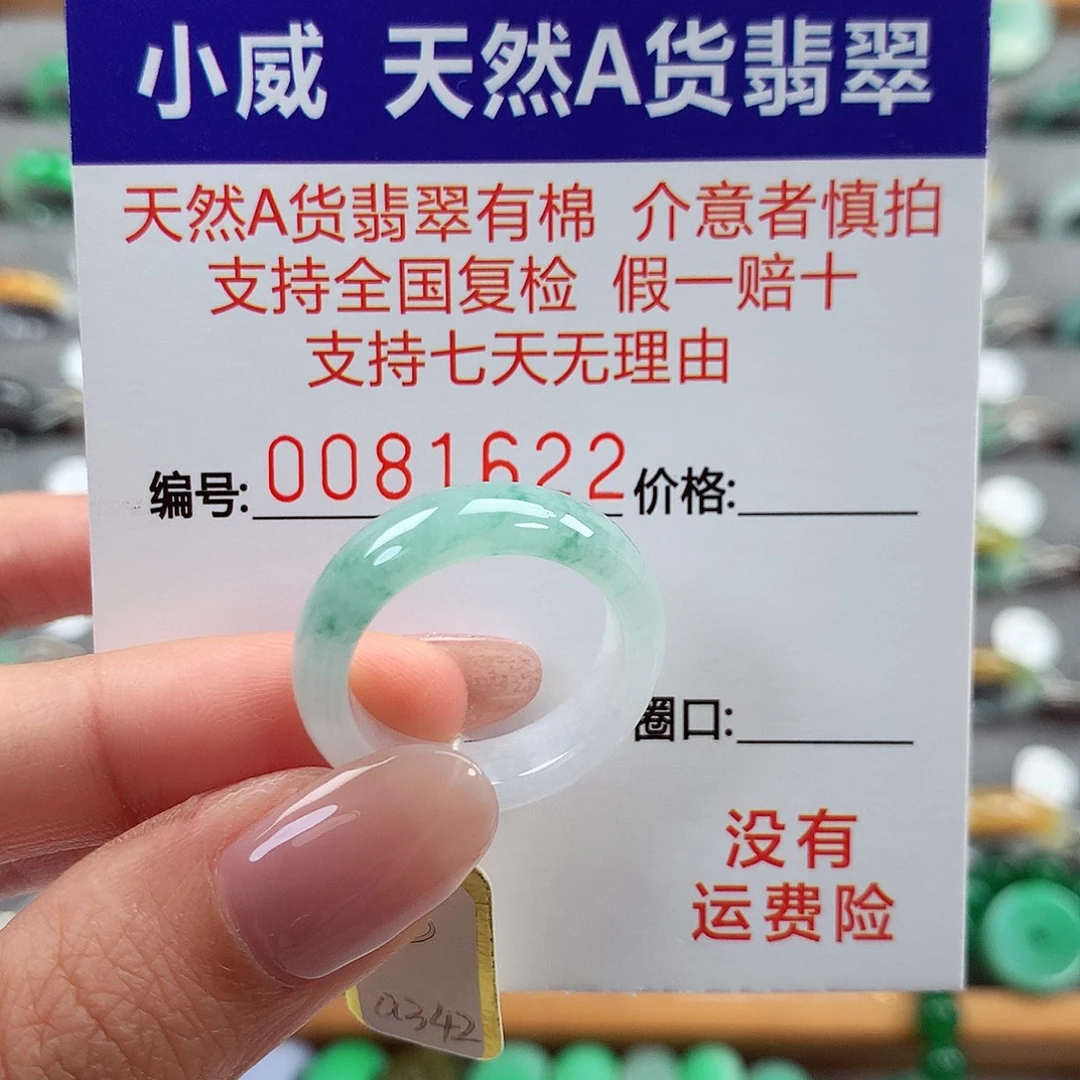 小威 天然A货翡翠
天然A货翡翠有棉 介意者慎拍
支持全国复检 假一赔十
支持七天无理由
编号: 0081622 价格:
圈口:
没有
运费险
a342